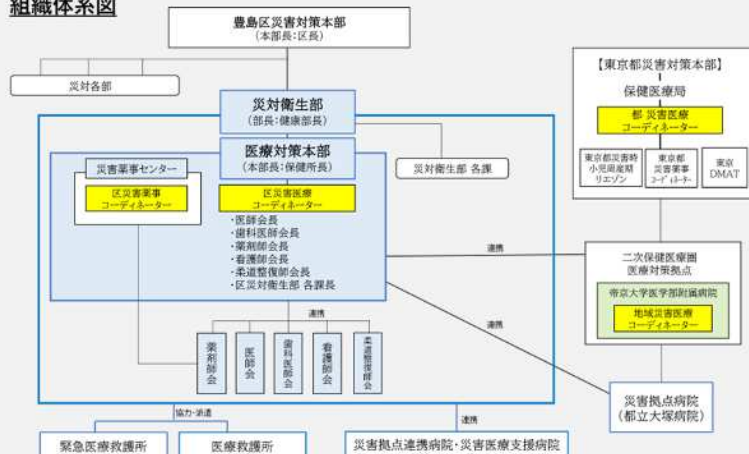 組織体系図
豊島区災害対策本部
(本部長:区長)
災対各部
災対衛生部
(部長:健康部長)
医療対策本部
(本部長:保健所長)
災対衛生部 各課
災害薬事センター
区災害薬事
コーディネーター
区災害医療
コーディネーター
・医師会長
・歯科医師会長
・薬剤師会長
・看護師会長
・柔道整復師会長
・区災対衛生部 各課長
連携
薬剤師会
医師会
歯科医師会
看護師会
柔道整復師会
協力・派遣
連携
緊急医療救護所
医療救護所
災害拠点連携病院・災害医療支援病院
【東京都災害対策本部】
保健医療局
都 災害医療
コーディネーター
東京都災害時
小児周産期
リエゾン
東京都
災害薬事
コーディネーター
東京
DMAT
連携
二次保健医療圏
医療対策拠点
帝京大学医学部附属病院
地域災害医療
コーディネーター
連携
災害拠点病院
(都立大塚病院)